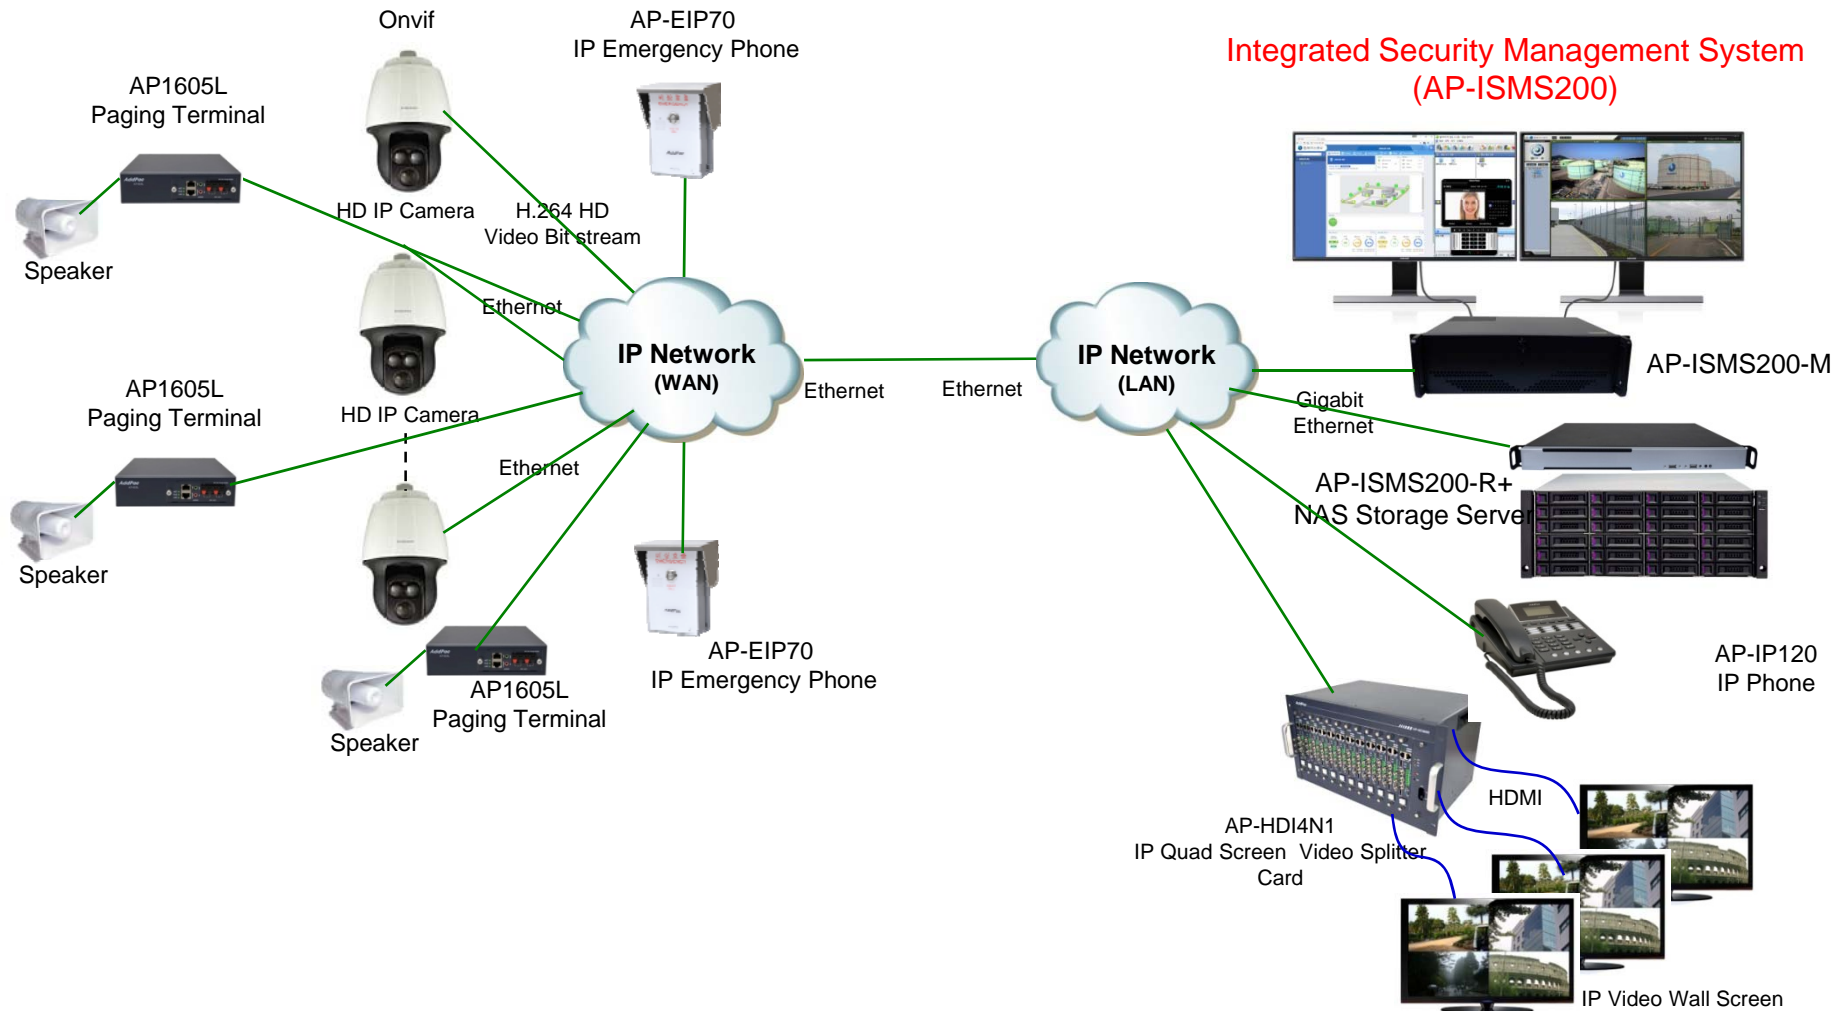 Onvif
AP-EIP70
IP Emergency Phone
Integrated Security Management System
(AP-ISMS200)
AP1605L
Paging Terminal
HD IP Camera
H.264 HD
Video Bit stream
Speaker
Ethernet
IP Network
(WAN)
IP Network
(LAN)
AP-ISMS200-M
AP1605L
Paging Terminal
Ethernet
Ethernet
HD IP Camera
Gigabit
Ethernet
Ethernet
AP-ISMS200-R+
NAS Storage Server
Speaker
AP-EIP70
IP Emergency Phone
AP1605L
Paging Terminal
Speaker
AP-IP120
IP Phone
HDMI
AP-HDI4N1
IP Quad Screen  Video Splitter
Card
IP Video Wall Screen